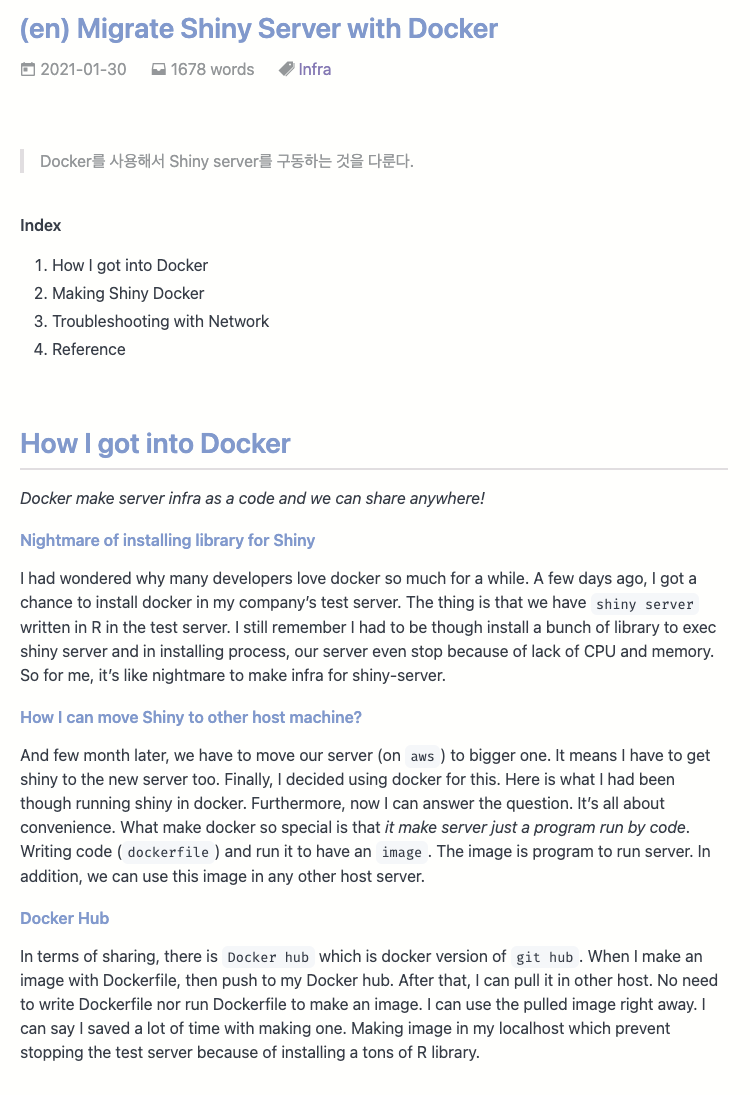 (en) Migrate Shiny Server with Docker
2021-01-30 1678 words Infra
Docker를 사용해서 Shiny server를 구동하는 것을 다룬다.
Index
1. How I got into Docker
2. Making Shiny Docker
3. Troubleshooting with Network
4. Reference
How I got into Docker
Docker make server infra as a code and we can share anywhere!
Nightmare of installing library for Shiny
I had wondered why many developers love docker so much for a while. A few days ago, I got a
chance to install docker in my company’s test server. The thing is that we have shiny server
written in R in the test server. I still remember I had to be though install a bunch of library to exec
shiny server and in installing process, our server even stop because of lack of CPU and memory.
So for me, it’s like nightmare to make infra for shiny-server.
How I can move Shiny to other host machine?
And few month later, we have to move our server (on aws ) to bigger one. It means I have to get
shiny to the new server too. Finally, I decided using docker for this. Here is what I had been
though running shiny in docker. Furthermore, now I can answer the question. It’s all about
convenience. What make docker so special is that it make server just a program run by code.
Writing code ( dockerfile ) and run it to have an image . The image is program to run server. In
addition, we can use this image in any other host server.
Docker Hub
In terms of sharing, there is Docker hub which is docker version of git hub . When I make an
image with Dockerfile, then push to my Docker hub. After that, I can pull it in other host. No need
to write Dockerfile nor run Dockerfile to make an image. I can use the pulled image right away. I
can say I saved a lot of time with making one. Making image in my localhost which prevent
stopping the test server because of installing a tons of R library.